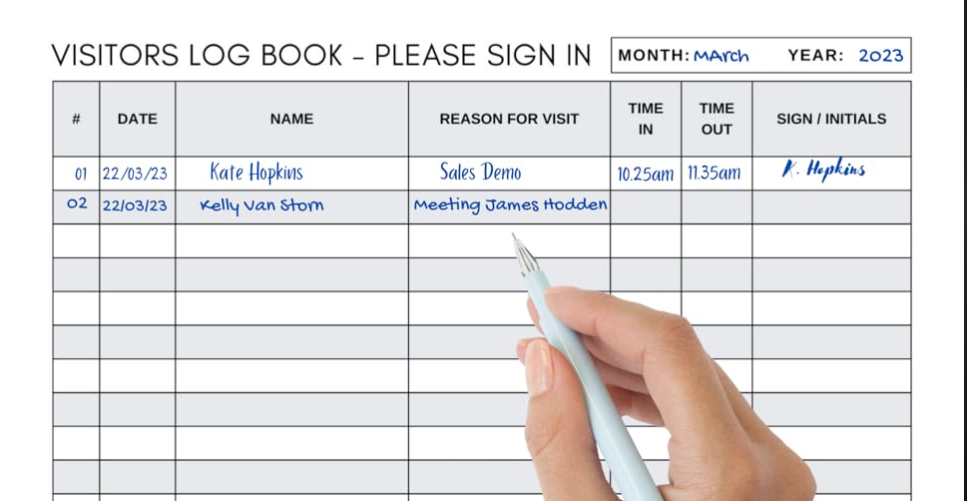 VISITORS LOG BOOK – PLEASE SIGN IN MONTH: March YEAR: 2023
# DATE NAME REASON FOR VISIT TIME IN TIME OUT SIGN / INITIALS
01 22/03/23 Kate Hopkins Sales Demo 10.25am 11.35am K. Hopkins
02 22/03/23 Kelly Van Storn Meeting James Hodden